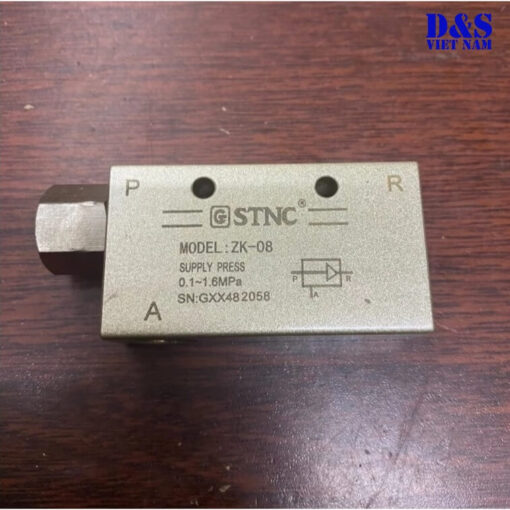 D&S
VIET NAM
P
R
G STNC®
MODEL:ZK-08
SUPPLY PRESS
0.1~1.6MPa
SN:GXX482058
P R
A
A